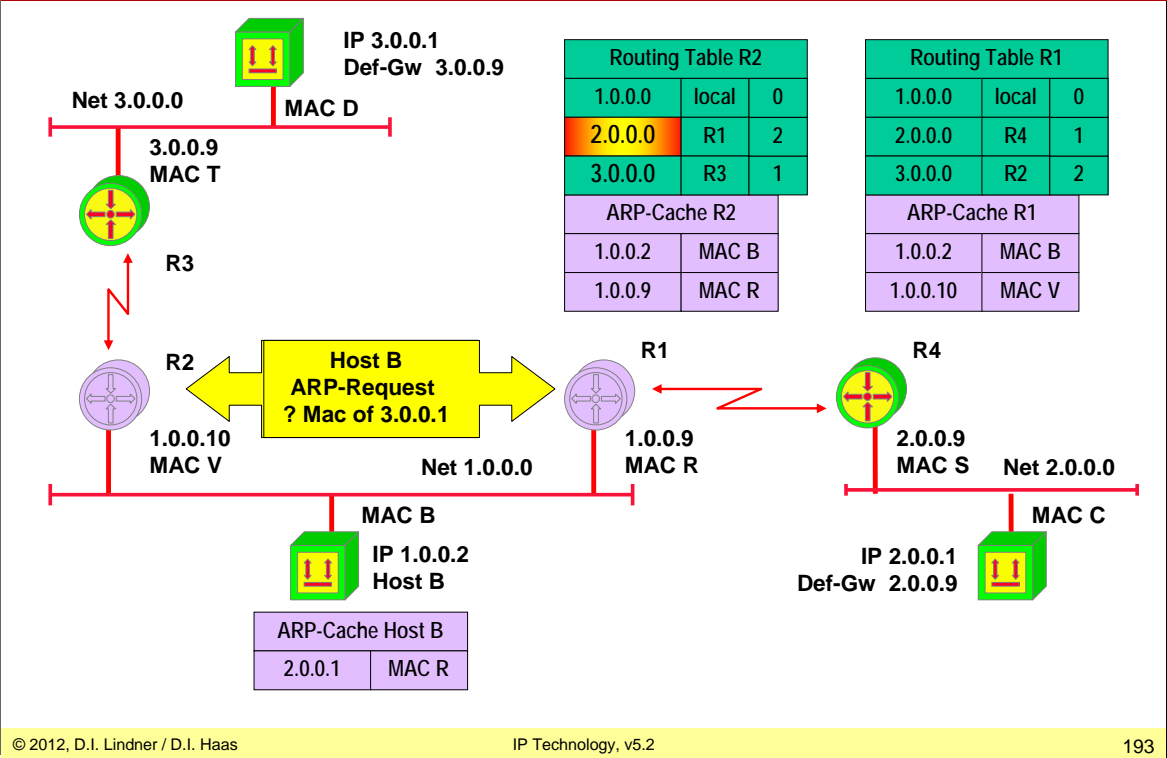 IP 3.0.0.1
Def-Gw 3.0.0.9
Net 3.0.0.0
MAC D
3.0.0.9
MAC T
R3
Routing Table R2
1.0.0.0 local 0
2.0.0.0 R1 2
3.0.0.0 R3 1
ARP-Cache R2
1.0.0.2 MAC B
1.0.0.9 MAC R
Routing Table R1
1.0.0.0 local 0
2.0.0.0 R4 1
3.0.0.0 R2 2
ARP-Cache R1
1.0.0.2 MAC B
1.0.0.10 MAC V
R2
Host B
ARP-Request
? Mac of 3.0.0.1
R1
R4
1.0.0.10
MAC V
Net 1.0.0.0
1.0.0.9
MAC R
2.0.0.9
MAC S
Net 2.0.0.0
MAC B
IP 1.0.0.2
Host B
MAC C
IP 2.0.0.1
Def-Gw 2.0.0.9
ARP-Cache Host B
2.0.0.1 MAC R
© 2012, D.I. Lindner / D.I. Haas
IP Technology, v5.2
193